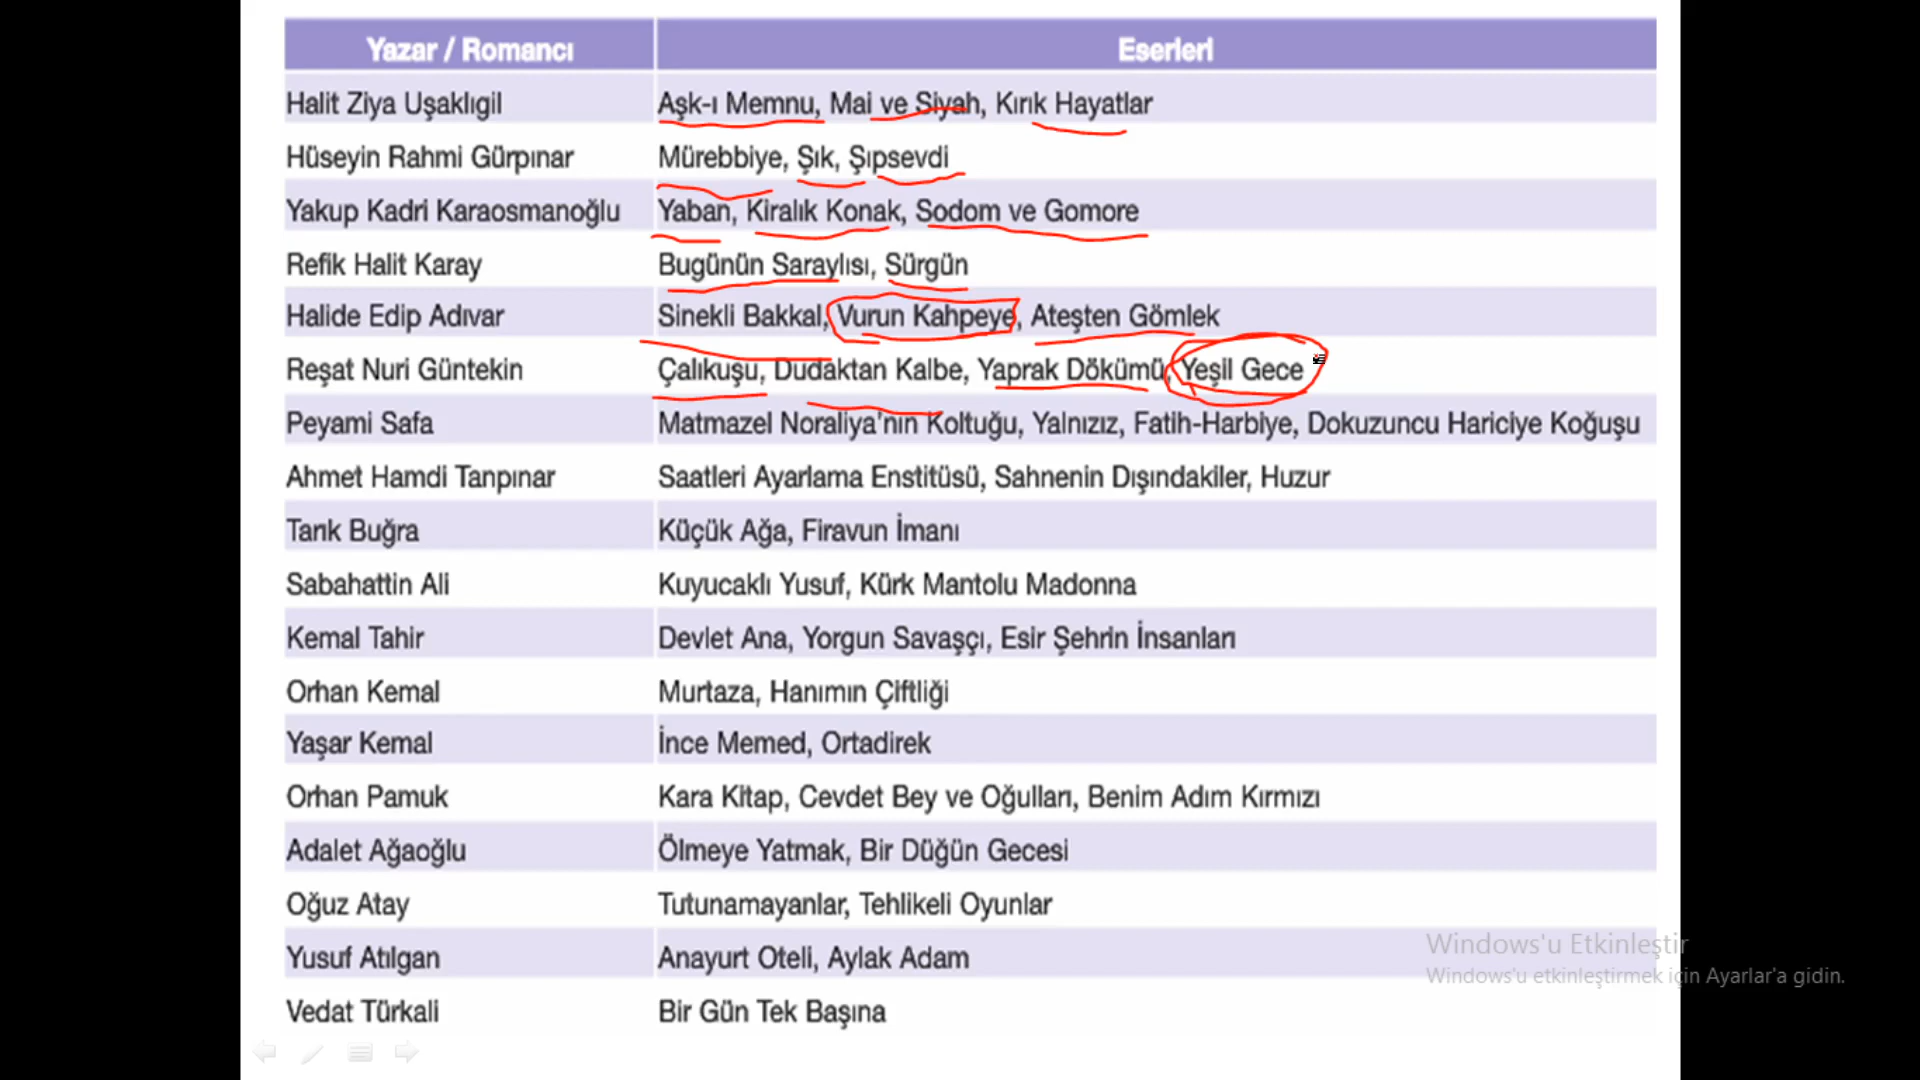 Yazar / Romancı Eserleri
Halit Ziya Uşaklıgil Aşk-ı Memnu, Mai ve Siyah, Kırık Hayatlar
Hüseyin Rahmi Gürpınar Mürebbiye, Şık, Şıpsevdi
Yakup Kadri Karaosmanoğlu Yaban, Kiralık Konak, Sodom ve Gomore
Refik Halit Karay Bugünün Saraylısı, Sürgün
Halide Edip Adıvar Sinekli Bakkal, Vurun Kahpeye, Ateşten Gömlek
Reşat Nuri Güntekin Çalıkuşu, Dudaktan Kalbe, Yaprak Dökümü, Yeşil Gece
Peyami Safa Matmazel Noraliya'nın Koltuğu, Yalnızız, Fatih-Harbiye, Dokuzuncu Hariciye Koğuşu
Ahmet Hamdi Tanpınar Saatleri Ayarlama Enstitüsü, Sahnenin Dışındakiler, Huzur
Tarık Buğra Küçük Ağa, Firavun İmanı
Sabahattin Ali Kuyucaklı Yusuf, Kürk Mantolu Madonna
Kemal Tahir Devlet Ana, Yorgun Savaşçı, Esir Şehrin İnsanları
Orhan Kemal Murtaza, Hanımın Çiftliği
Yaşar Kemal İnce Memed, Ortadirek
Orhan Pamuk Kara Kitap, Cevdet Bey ve Oğulları, Benim Adım Kırmızı
Adalet Ağaoğlu Ölmeye Yatmak, Bir Düğün Gecesi
Oğuz Atay Tutunamayanlar, Tehlikeli Oyunlar
Windows'u Etkinleştir
Yusuf Atılgan Anayurt Oteli, Aylak Adam
Windows'u etkinleştirmek için Ayarlar'a gidin.
Vedat Türkali Bir Gün Tek Başına